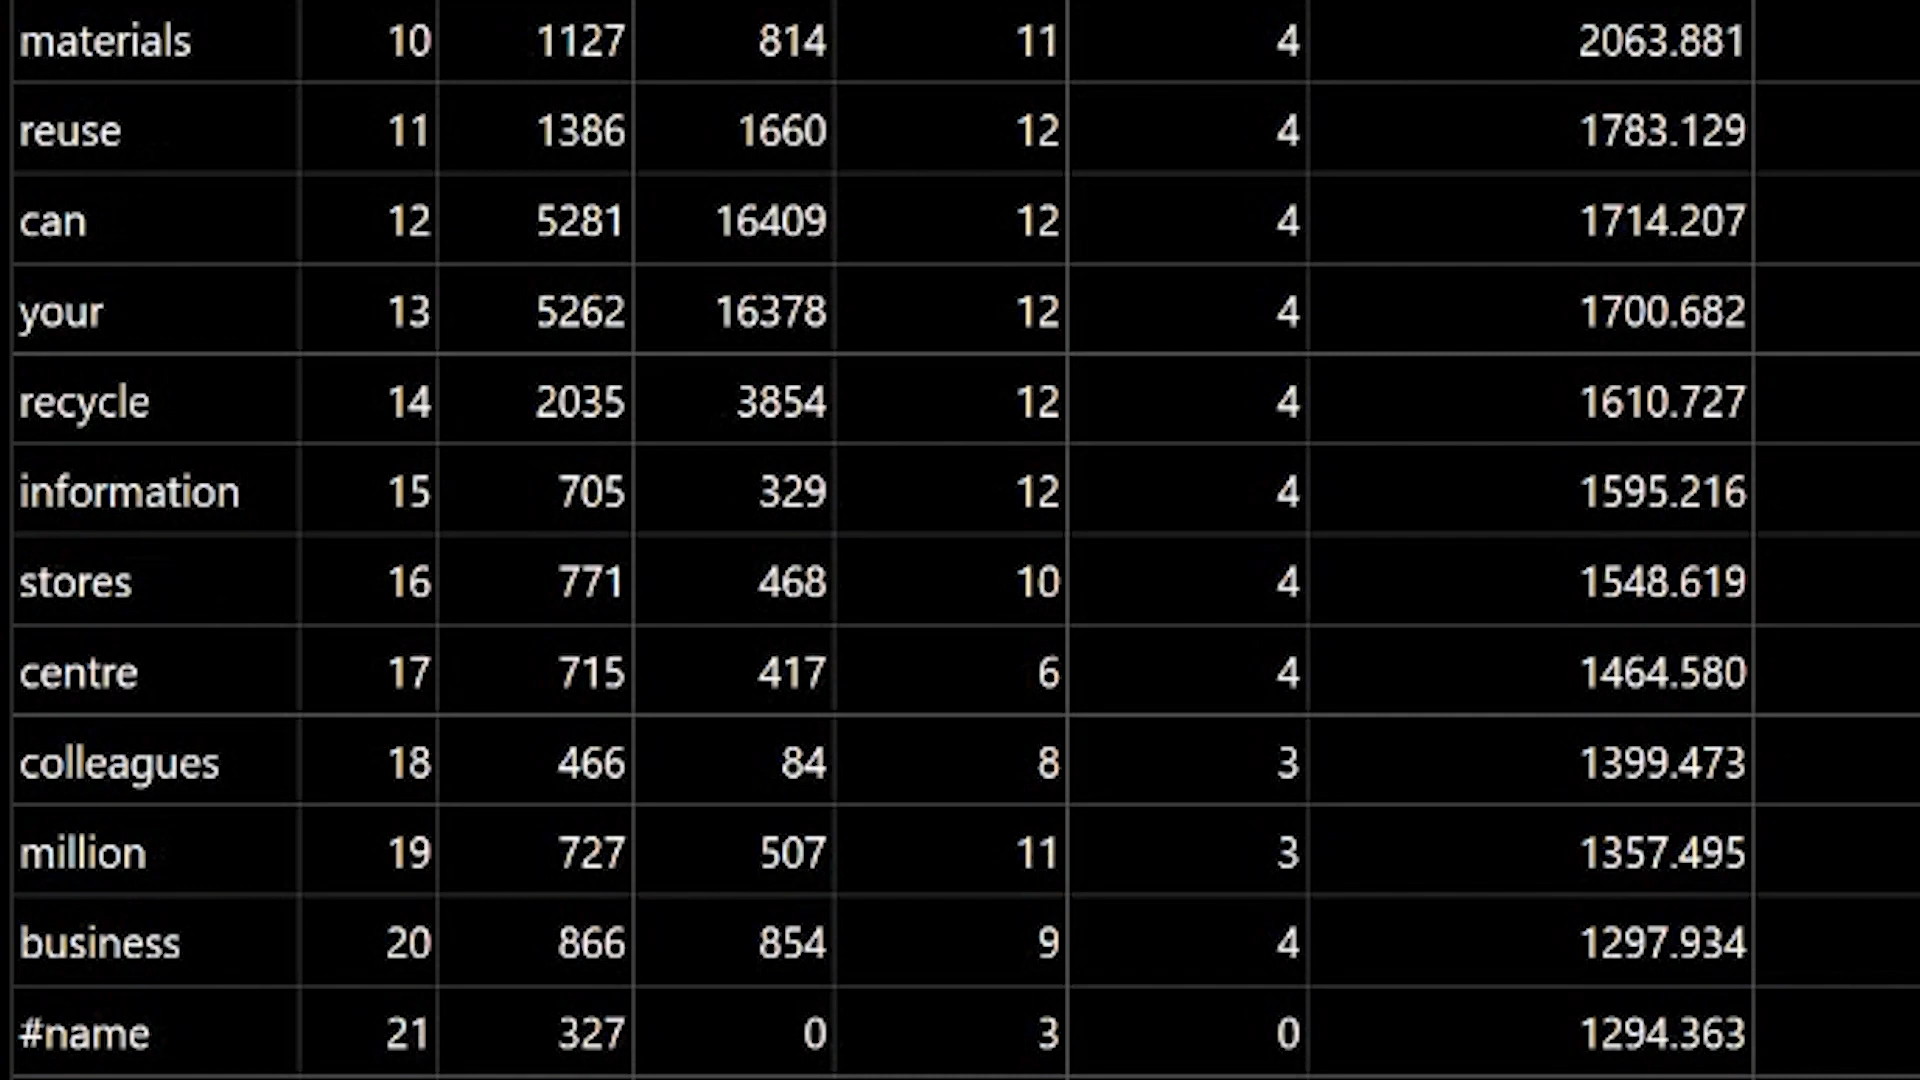 materials 10 1127 814 11 4 2063.881
reuse 11 1386 1660 12 4 1783.129
can 12 5281 16409 12 4 1714.207
your 13 5262 16378 12 4 1700.682
recycle 14 2035 3854 12 4 1610.727
information 15 705 329 12 4 1595.216
stores 16 771 468 10 4 1548.619
centre 17 715 417 6 4 1464.580
colleagues 18 466 84 8 3 1399.473
million 19 727 507 11 3 1357.495
business 20 866 854 9 4 1297.934
#name 21 327 0 3 0 1294.363